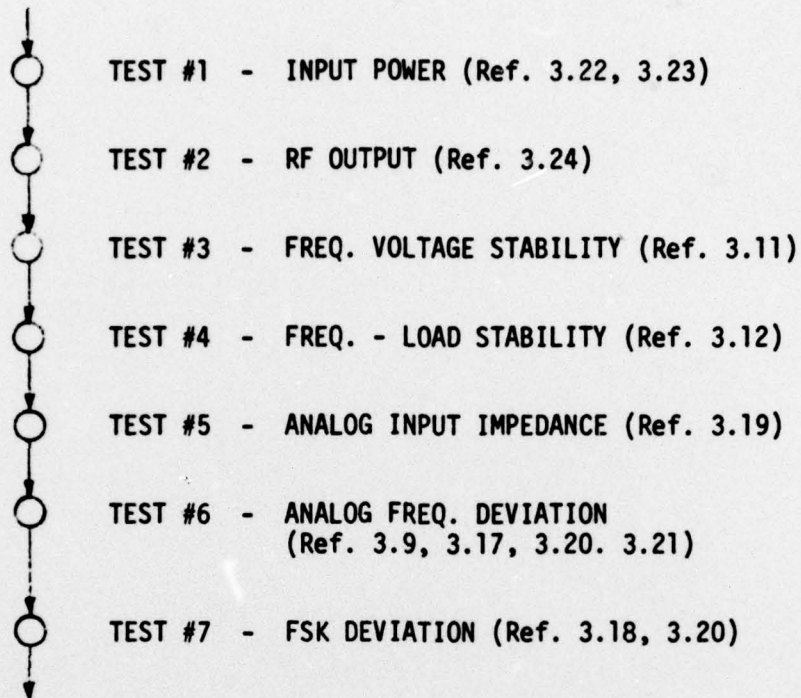 TEST #1 - INPUT POWER (Ref. 3.22, 3.23)
TEST #2 - RF OUTPUT (Ref. 3.24)
TEST #3 - FREQ. VOLTAGE STABILITY (Ref. 3.11)
TEST #4 - FREQ. - LOAD STABILITY (Ref. 3.12)
TEST #5 - ANALOG INPUT IMPEDANCE (Ref. 3.19)
TEST #6 - ANALOG FREQ. DEVIATION
(Ref. 3.9, 3.17, 3.20. 3.21)
TEST #7 - FSK DEVIATION (Ref. 3.18, 3.20)